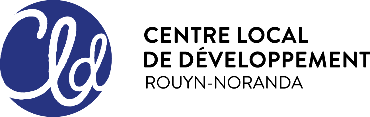 cld
CENTRE LOCAL
DE DÉVELOPPEMENT
ROUYN-NORANDA